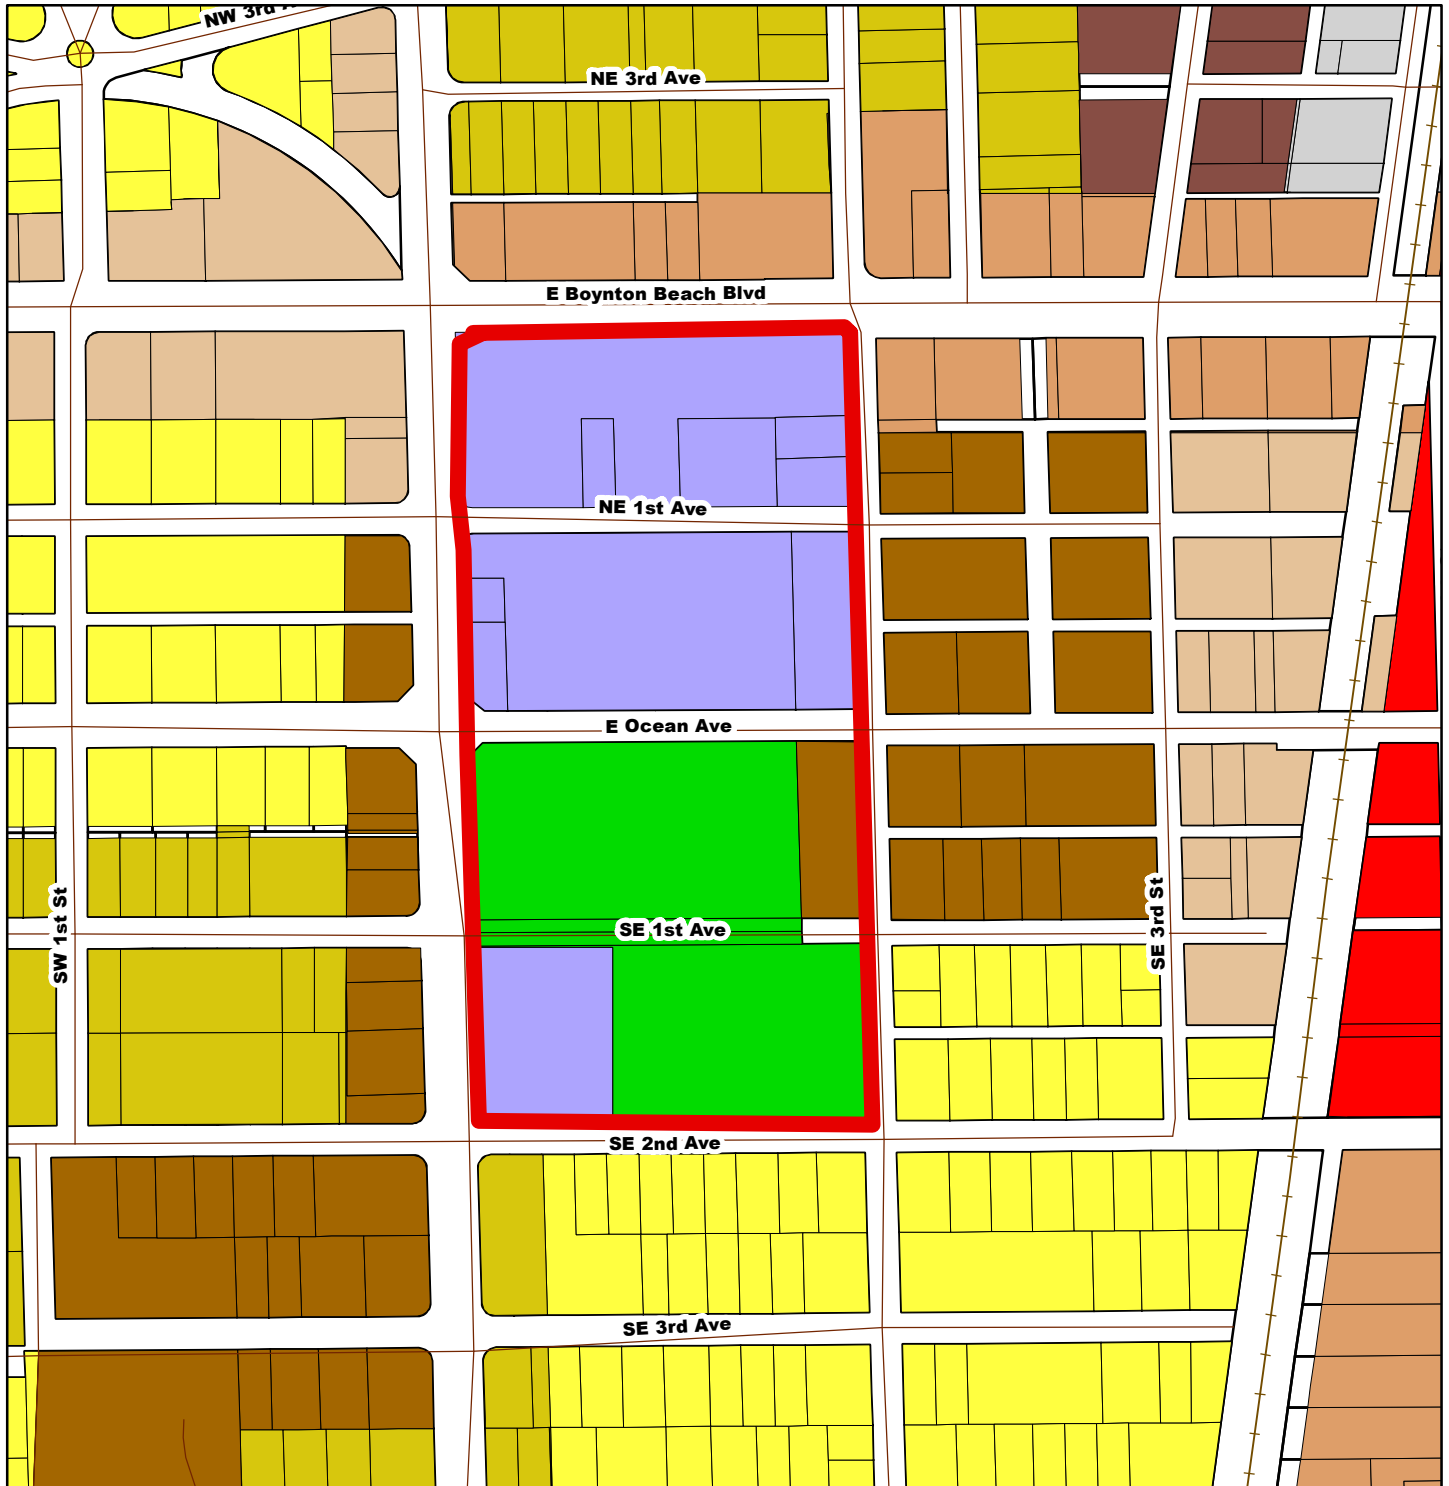 NW 3rd A
NE 3rd Ave
E Boynton Beach Blvd
NE 1st Ave
E Ocean Ave
SW 1st St
SE 1st Ave
SE 3rd St
SE 2nd Ave
SE 3rd Ave